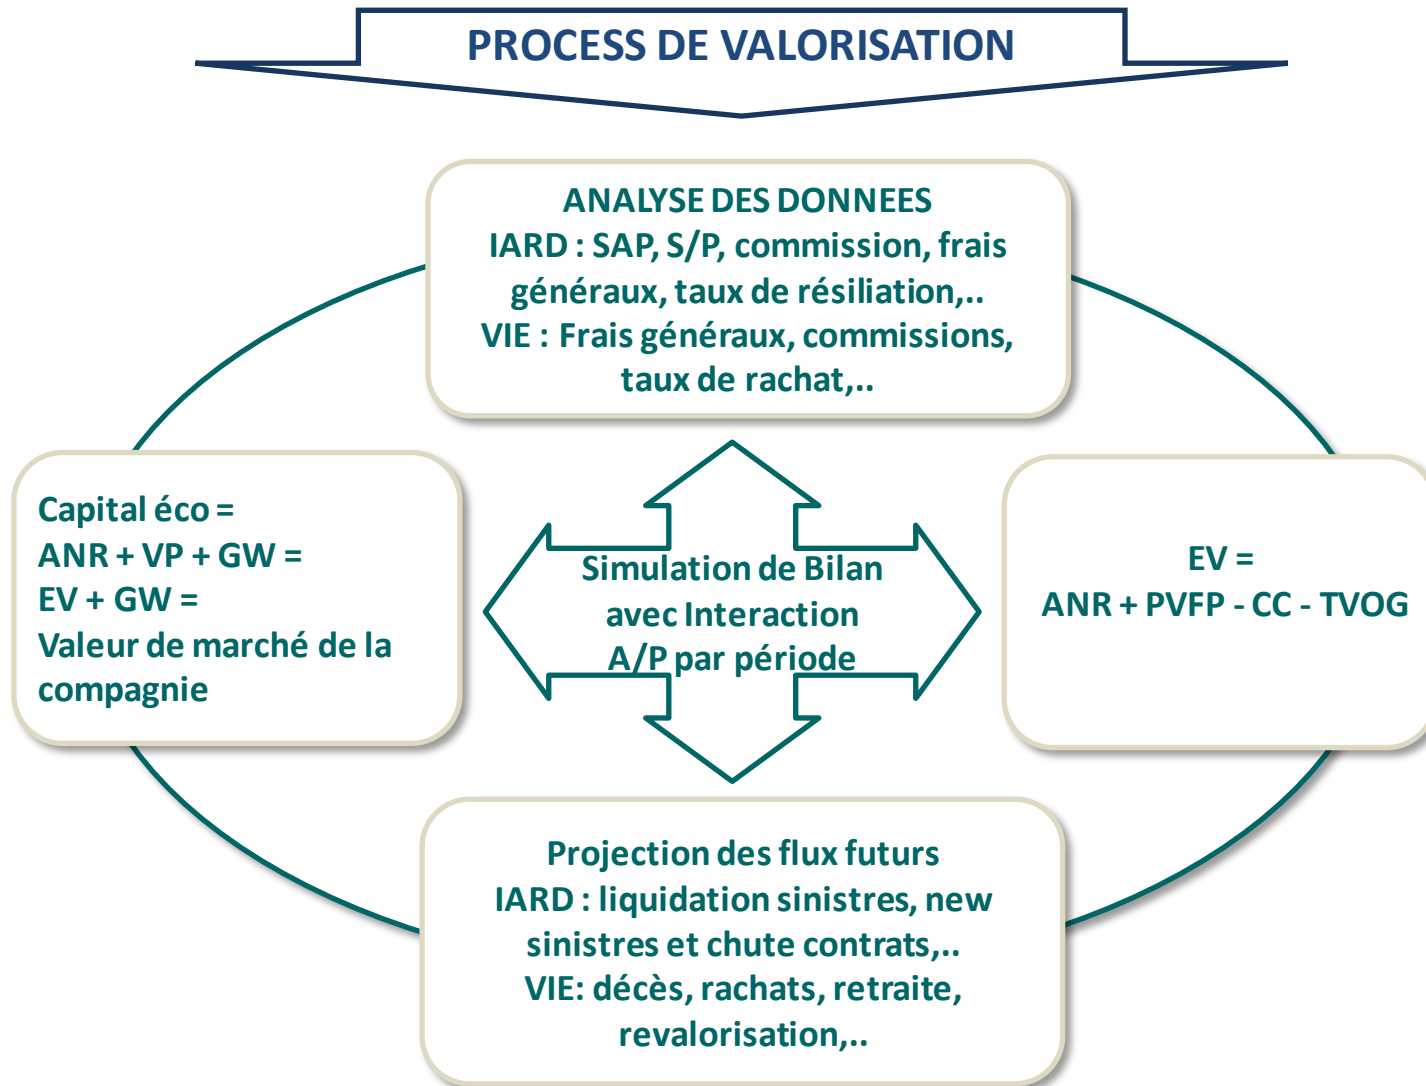 PROCESS DE VALORISATION
ANALYSE DES DONNEES
IARD : SAP, S/P, commission, frais
généraux, taux de résiliation,..
VIE : Frais généraux, commissions,
taux de rachat,..
Capital éco =
ANR + VP + GW =
EV + GW =
Valeur de marché de la
compagnie
Simulation de Bilan
avec Interaction
A/P par période
EV =
ANR + PVFP - CC - TVOG
Projection des flux futurs
IARD : liquidation sinistres, new
sinistres et chute contrats,..
VIE: décès, rachats, retraite,
revalorisation,..